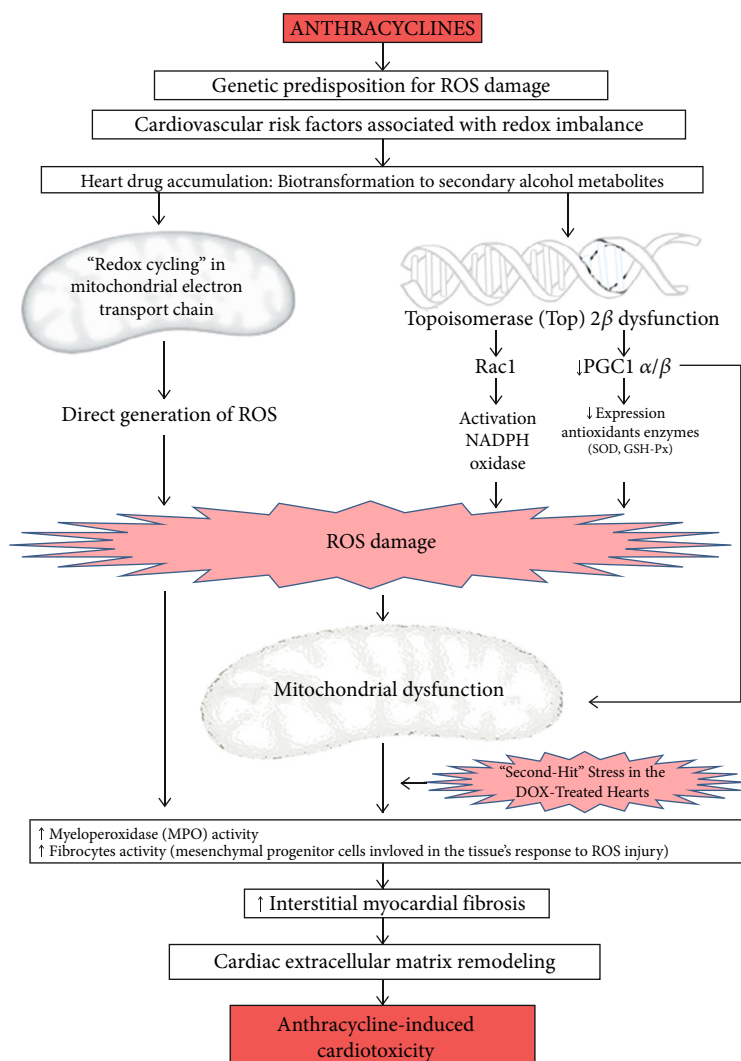 ANTHRACYCLINES
Genetic predisposition for ROS damage
Cardiovascular risk factors associated with redox imbalance
Heart drug accumulation: Biotransformation to secondary alcohol metabolites
"Redox cycling" in
mitochondrial electron
transport chain
Topoisomerase (Top) 2β dysfunction
Rac1
↓PGC1 α/β
Direct generation of ROS
Activation
NADPH
oxidase
↓ Expression
antioxidants enzymes
(SOD, GSH-Px)
ROS damage
Mitochondrial dysfunction
"Second-Hit" Stress in the
DOX-Treated Hearts
↑ Myeloperoxidase (MPO) activity
↑ Fibrocytes activity (mesenchymal progenitor cells invloved in the tissue's response to ROS injury)
↑ Interstitial myocardial fibrosis
Cardiac extracellular matrix remodeling
Anthracycline-induced
cardiotoxicity